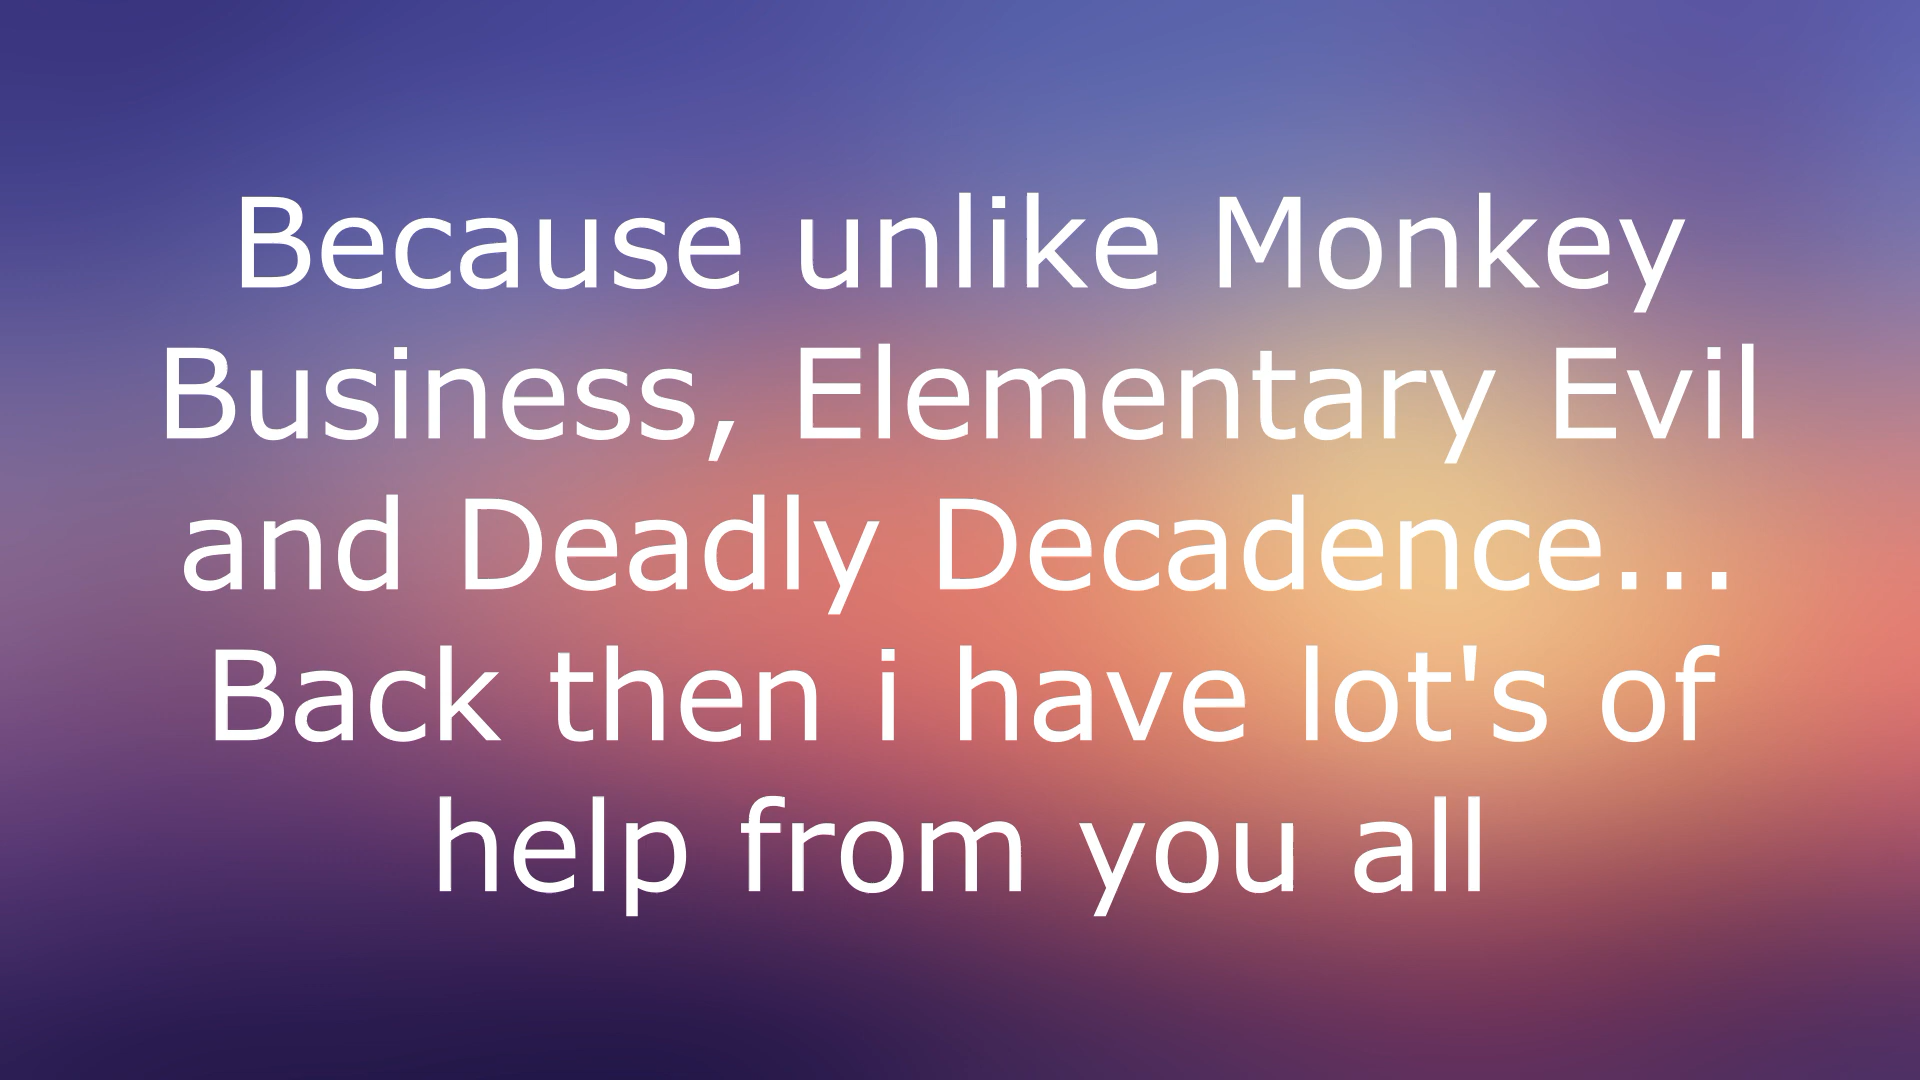 Because unlike Monkey
Business, Elementary Evil
and Deadly Decadence...
Back then i have lot's of
help from you all